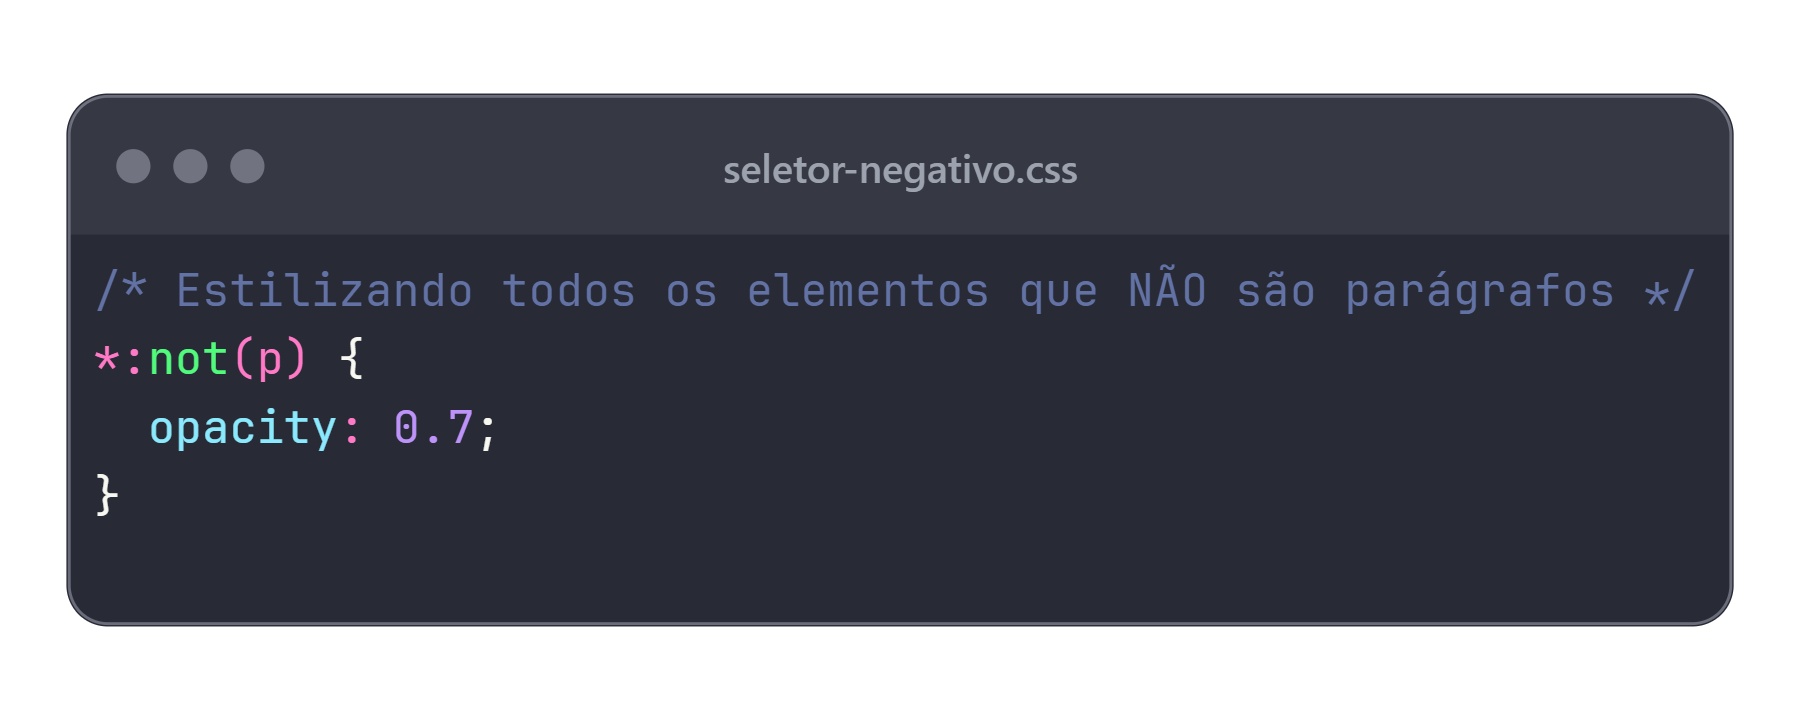 seletor-negativo.css
/* Estilizando todos os elementos que NÃO são parágrafos */
*:not(p) {
  opacity: 0.7;
}